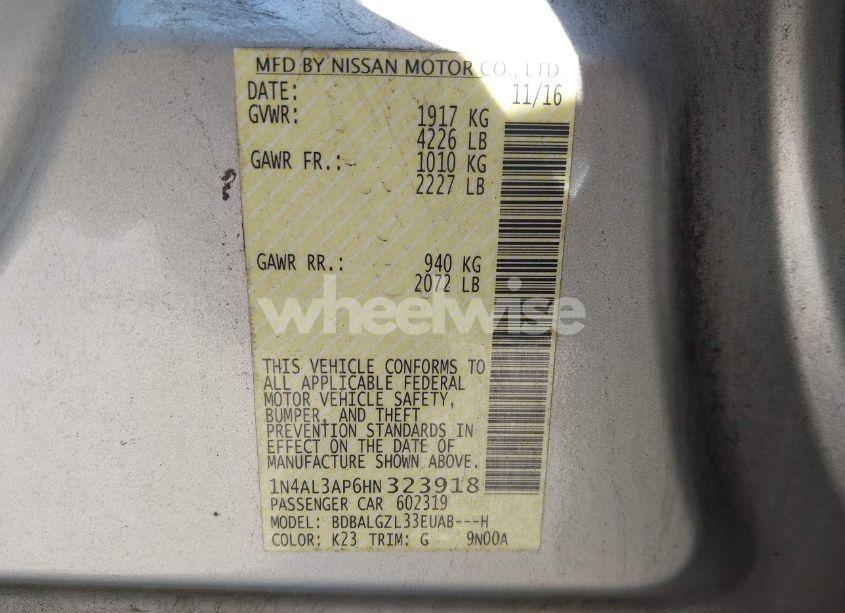 MFD BY NISSAN MOTOR CO., LTD.
DATE: 11/16
GVWR: 1917 KG
4226 LB
GAWR FR.: 1010 KG
2227 LB
GAWR RR.: 940 KG
2072 LB
wheelwise
THIS VEHICLE CONFORMS TO
ALL APPLICABLE FEDERAL
MOTOR VEHICLE SAFETY,
BUMPER, AND THEFT
PREVENTION STANDARDS IN
EFFECT ON THE DATE OF
MANUFACTURE SHOWN ABOVE.
1N4AL3AP6HN323918
PASSENGER CAR 602319
MODEL: BDBALGZL33EUAB---H
COLOR: K23 TRIM: G 9N00A